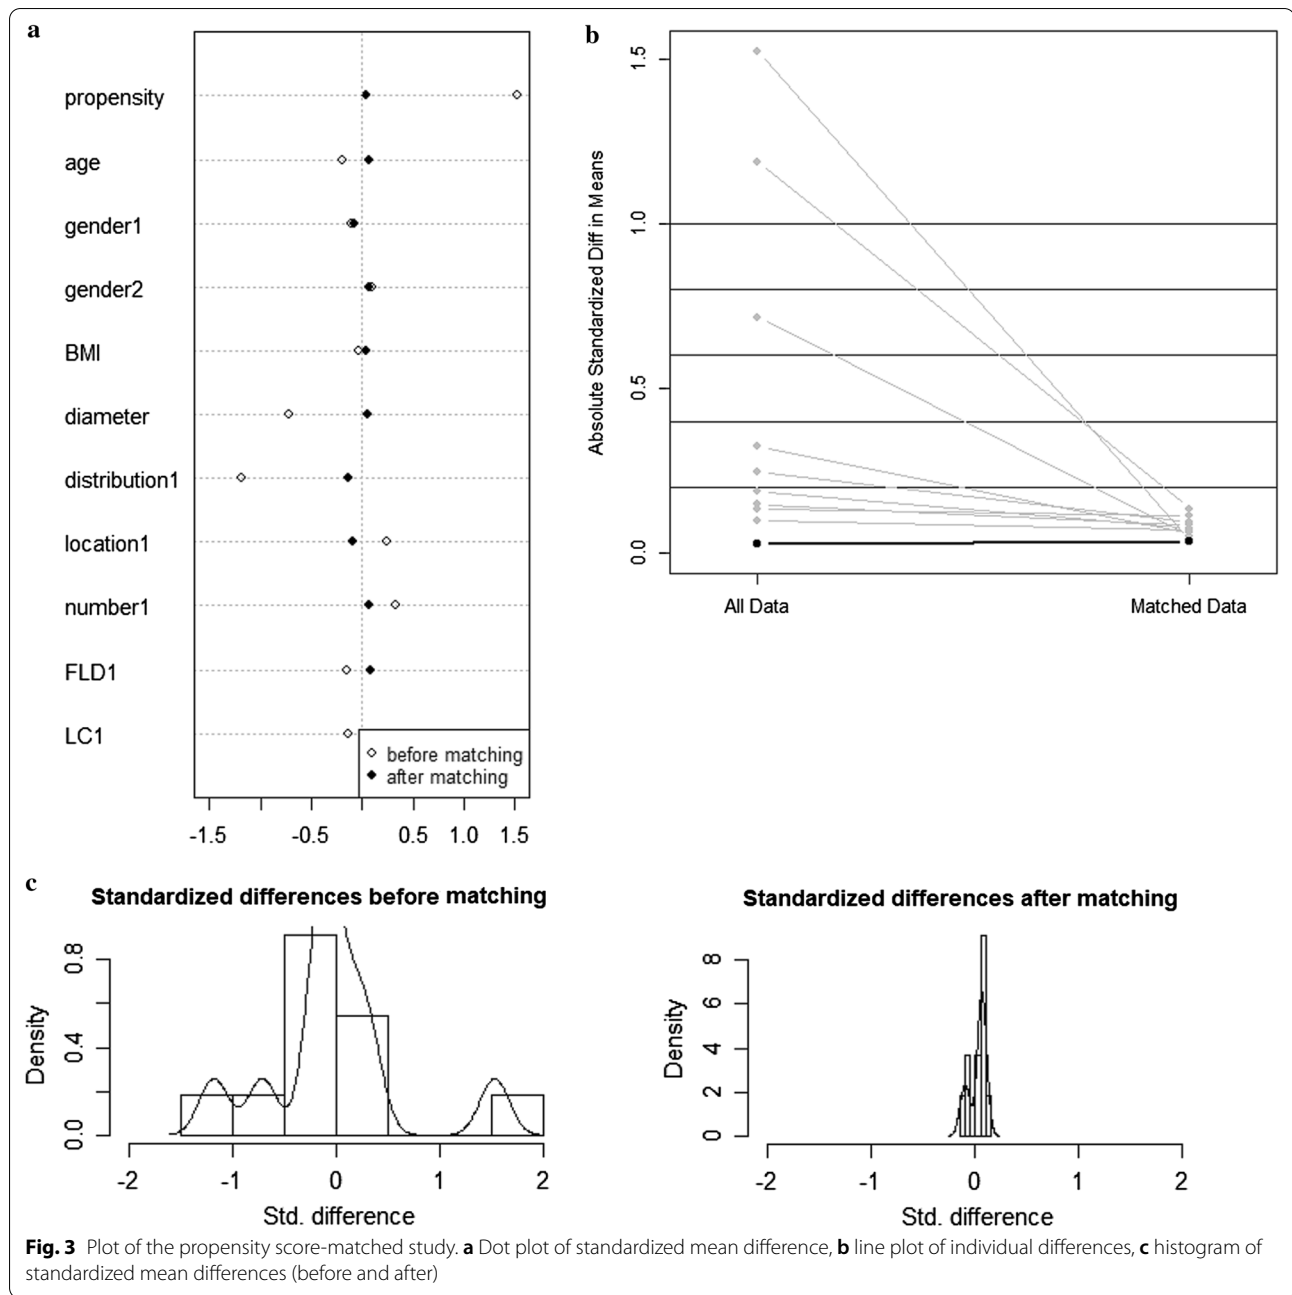 a
propensity
age
gender1
gender2
BMI
diameter
distribution1
location1
number1
FLD1
LC1
before matching
after matching
-1.5 -0.5 0.5 1.0 1.5
b
Absolute Standardized Diff in Means
1.5
1.0
0.5
0.0
All Data Matched Data
c
Standardized differences before matching
Density
0.8
0.4
0.0
-2 -1 0 1 2
Std. difference
Standardized differences after matching
Density
8
6
4
2
0
-2 -1 0 1 2
Std. difference
Fig. 3 Plot of the propensity score-matched study. a Dot plot of standardized mean difference, b line plot of individual differences, c histogram of
standardized mean differences (before and after)